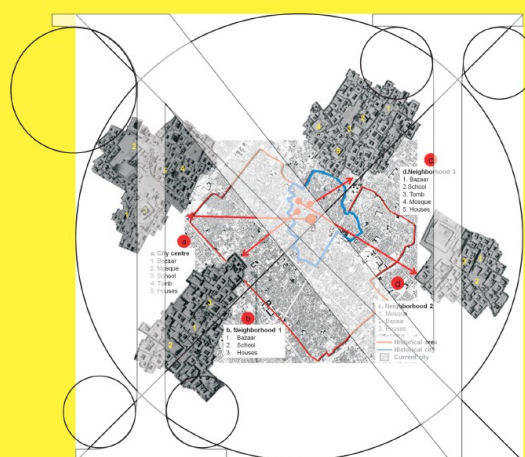 c
d.Neighborhood 3
1. Bazaar
2.School
3. Tomb
4. Mosque
5. Houses
a
a. City centre
1. Bazaar
2. Mosque
3. School
4. Tomb
5. Houses
b
b. Neighborhood 1
1. Bazaar
2. School
3. Houses
d
c. Neighborhood 2
1. Mosque
2. Bazaar
3. Houses
Historical area
Historical city
Current city